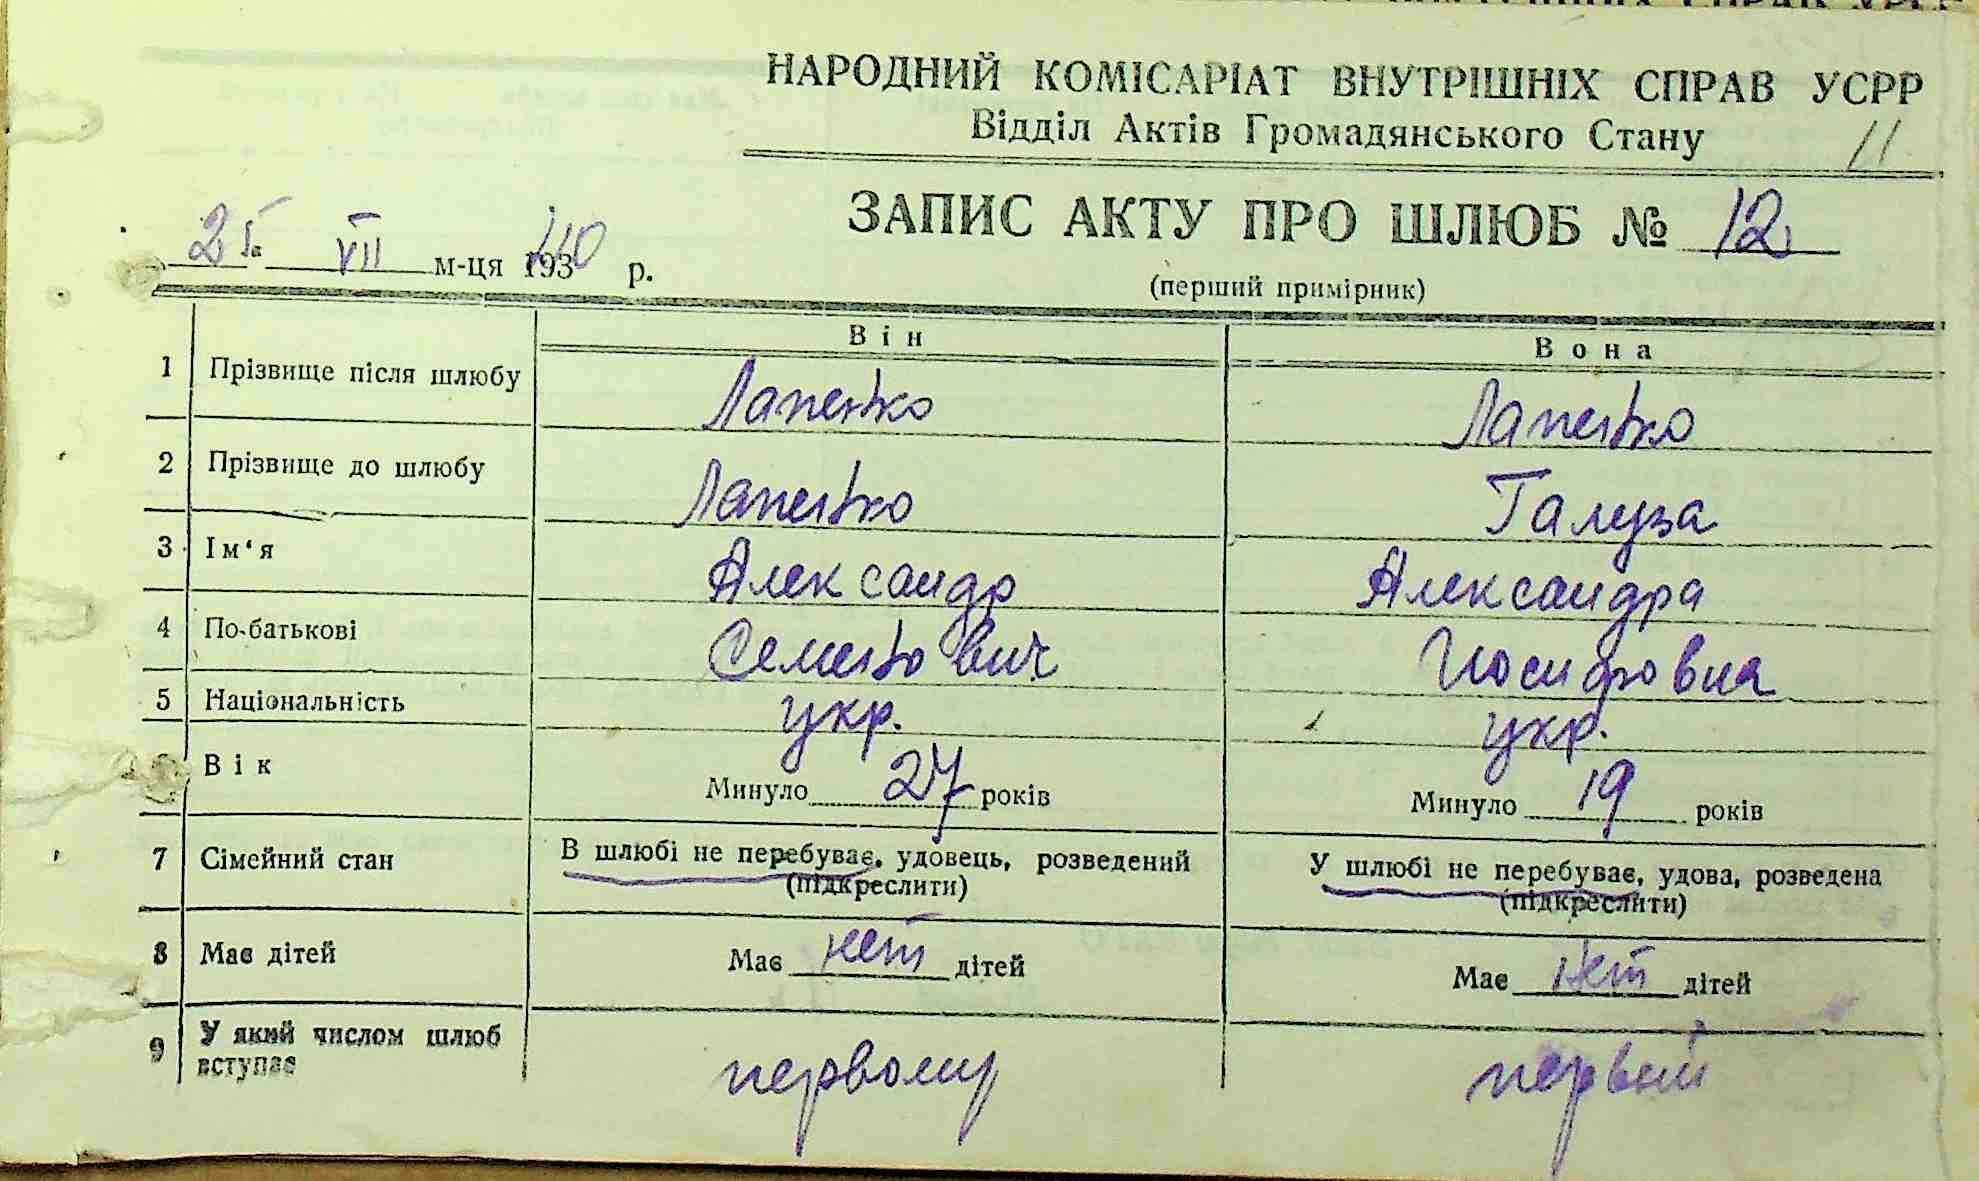 НАРОДНИЙ КОМІСАРІАТ ВНУТРІШНІХ СПРАВ УСРР
Відділ Актів Громадянського Стану 11
ЗАПИС АКТУ ПРО ШЛЮБ № 12
25 VII м-ця 1940 р.
(перший примірник)
Він Вона
1 Прізвище після шлюбу Лапенко Лапенко
2 Прізвище до шлюбу Лапенко Галуза
3 Ім‘я Александр Александра
4 По-батькові Семенович Иосифовна
5 Національність укр. укр.
6 Вік Минуло 27 років Минуло 19 років
7 Сімейний стан В шлюбі не перебуває, удовець, розведений У шлюбі не перебуває, удова, розведена
(підкреслити) (підкреслити)
8 Має дітей Має нет дітей Має нет дітей
9 У який числом шлюб
вступає первому первый